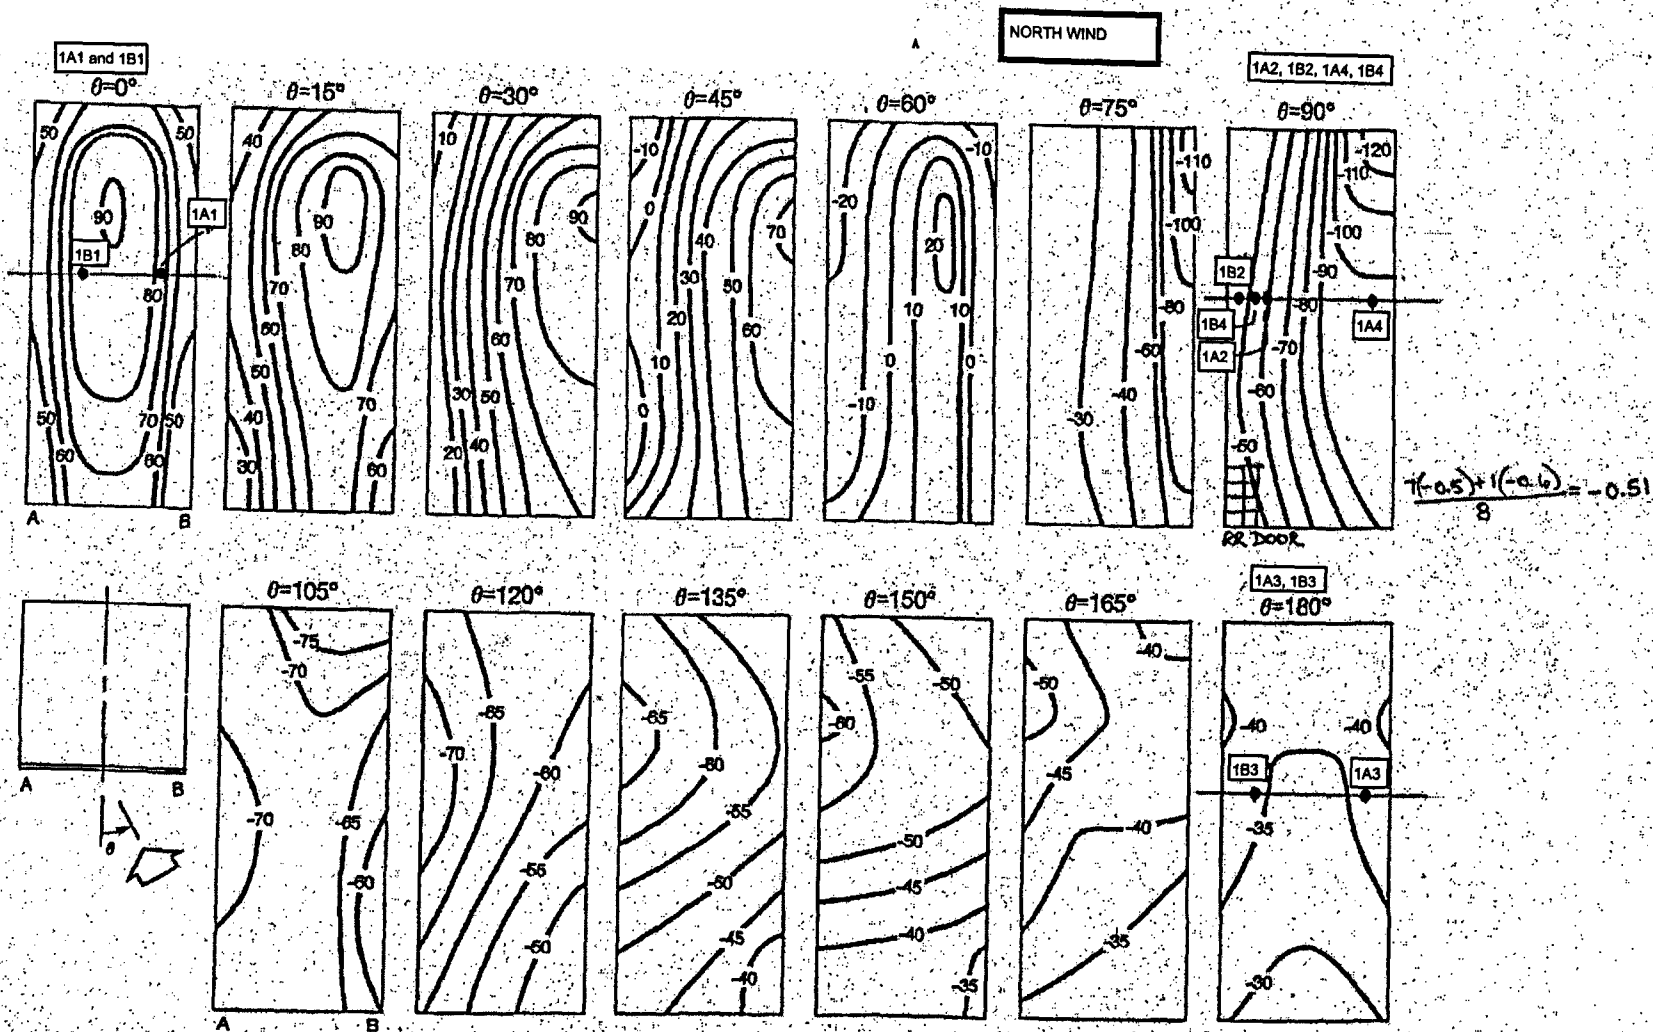 NORTH WIND
1A1 and 1B1
1A2, 1B2, 1A4, 1B4
θ=0°
θ=15°
θ=30°
θ=45°
θ=60°
θ=75°
θ=90°
50 50 90 1B1 1A1 80 50 70 50 60 60
40 90 80 70 60 50 40 70 30 60
10 90 80 70 60 30 50 20 40
-10 0 70 40 30 50 20 60 10 0
-10 -20 20 10 10 0 0 -10
-110 -100 -80 -60 -40 -30
-120 -110 -100 -90 1B2 -80 1B4 1A4 1A2 -70 -60 -50
7(-0.5)+1(-0.6) = -0.51
8
A B
RR DOOR
1A3, 1B3
θ=105°
θ=120°
θ=135°
θ=150°
θ=165°
θ=180°
A B
θ
-75 -70 -70 -65 -60
-65 -70 -60 -55 -50
-65 -60 -55 -50 -45 -40
-55 -50 -60 -50 -45 -40 -35
-40 -50 -45 -40 -35
-40 -40 1B3 1A3 -35 -30
A B